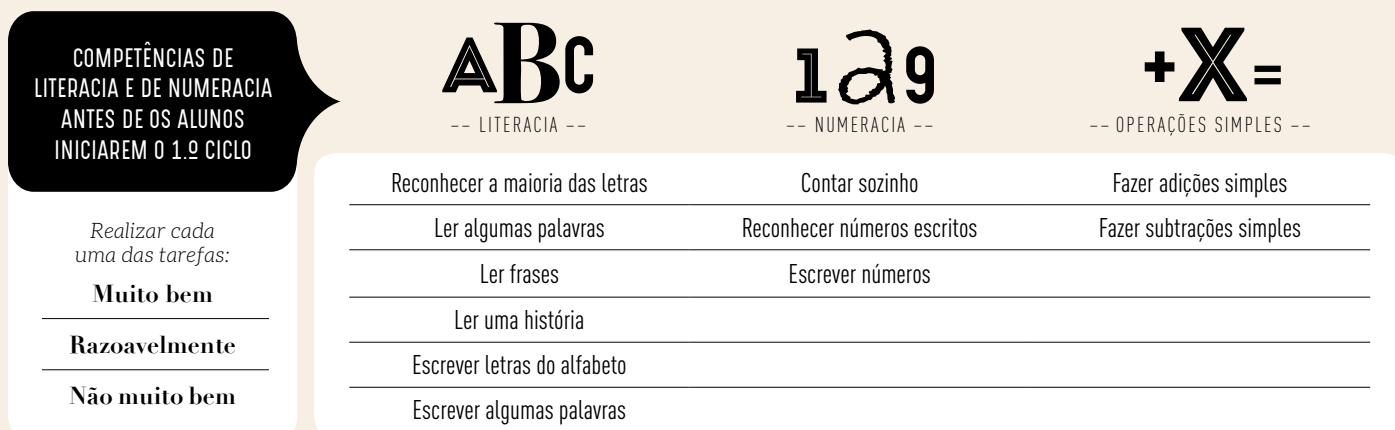 COMPETÊNCIAS DE
LITERACIA E DE NUMERACIA
ANTES DE OS ALUNOS
INICIAREM O 1.º CICLO
Realizar cada
uma das tarefas:
Muito bem
Razoavelmente
Não muito bem
ABC
-- LITERACIA --
129
-- NUMERACIA --
+X=
-- OPERAÇÕES SIMPLES --
Reconhecer a maioria das letras
Contar sozinho
Fazer adições simples
Ler algumas palavras
Reconhecer números escritos
Fazer subtrações simples
Ler frases
Escrever números
Ler uma história
Escrever letras do alfabeto
Escrever algumas palavras